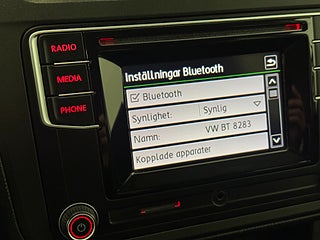 RADIO
MEDIA
PHONE
Inställningar Bluetooth
Bluetooth
Synlighet: Synlig
Namn: VW BT 8283
Kopplade apparater